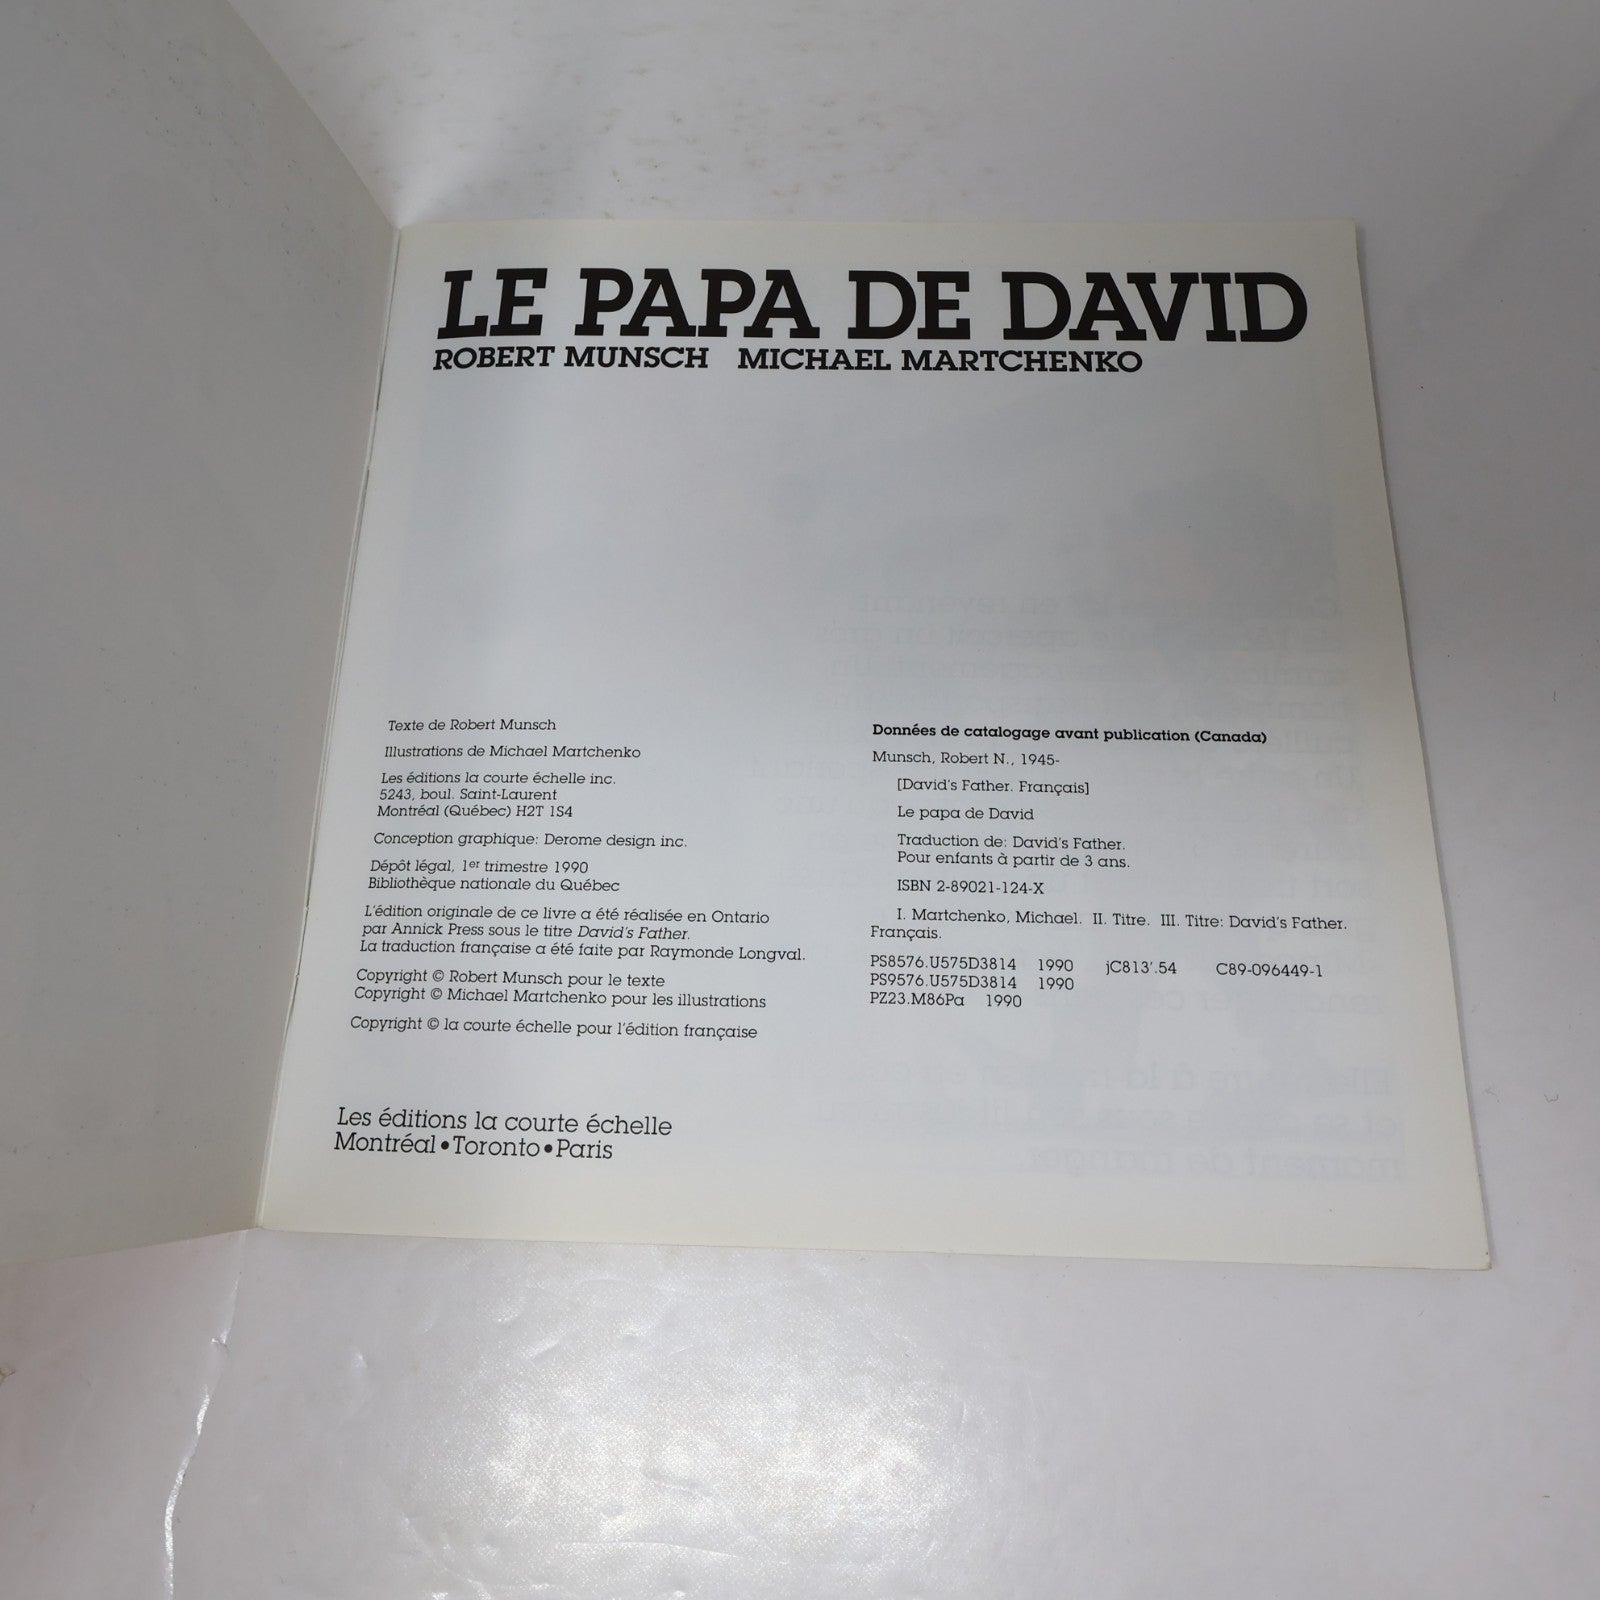 LE PAPA DE DAVID
ROBERT MUNSCH MICHAEL MARTCHENKO
Texte de Robert Munsch
Illustrations de Michael Martchenko
Les éditions la courte échelle inc.
5243, boul. Saint-Laurent
Montréal (Québec) H2T 1S4
Conception graphique: Derome design inc.
Dépôt légal, 1er trimestre 1990
Bibliothèque nationale du Québec
L'édition originale de ce livre a été réalisée en Ontario
par Annick Press sous le titre David's Father.
La traduction française a été faite par Raymonde Longval.
Copyright © Robert Munsch pour le texte
Copyright © Michael Martchenko pour les illustrations
Copyright © la courte échelle pour l'édition française
Les éditions la courte échelle
Montréal • Toronto • Paris
Données de catalogage avant publication (Canada)
Munsch, Robert N., 1945-
[David's Father. Français]
Le papa de David
Traduction de: David's Father.
Pour enfants à partir de 3 ans.
ISBN 2-89021-124-X
I. Martchenko, Michael. II. Titre. III. Titre: David's Father.
Français.
PS8576.U575D3814 1990 jC813'.54 C89-096449-1
PS9576.U575D3814 1990
PZ23.M86Pa 1990